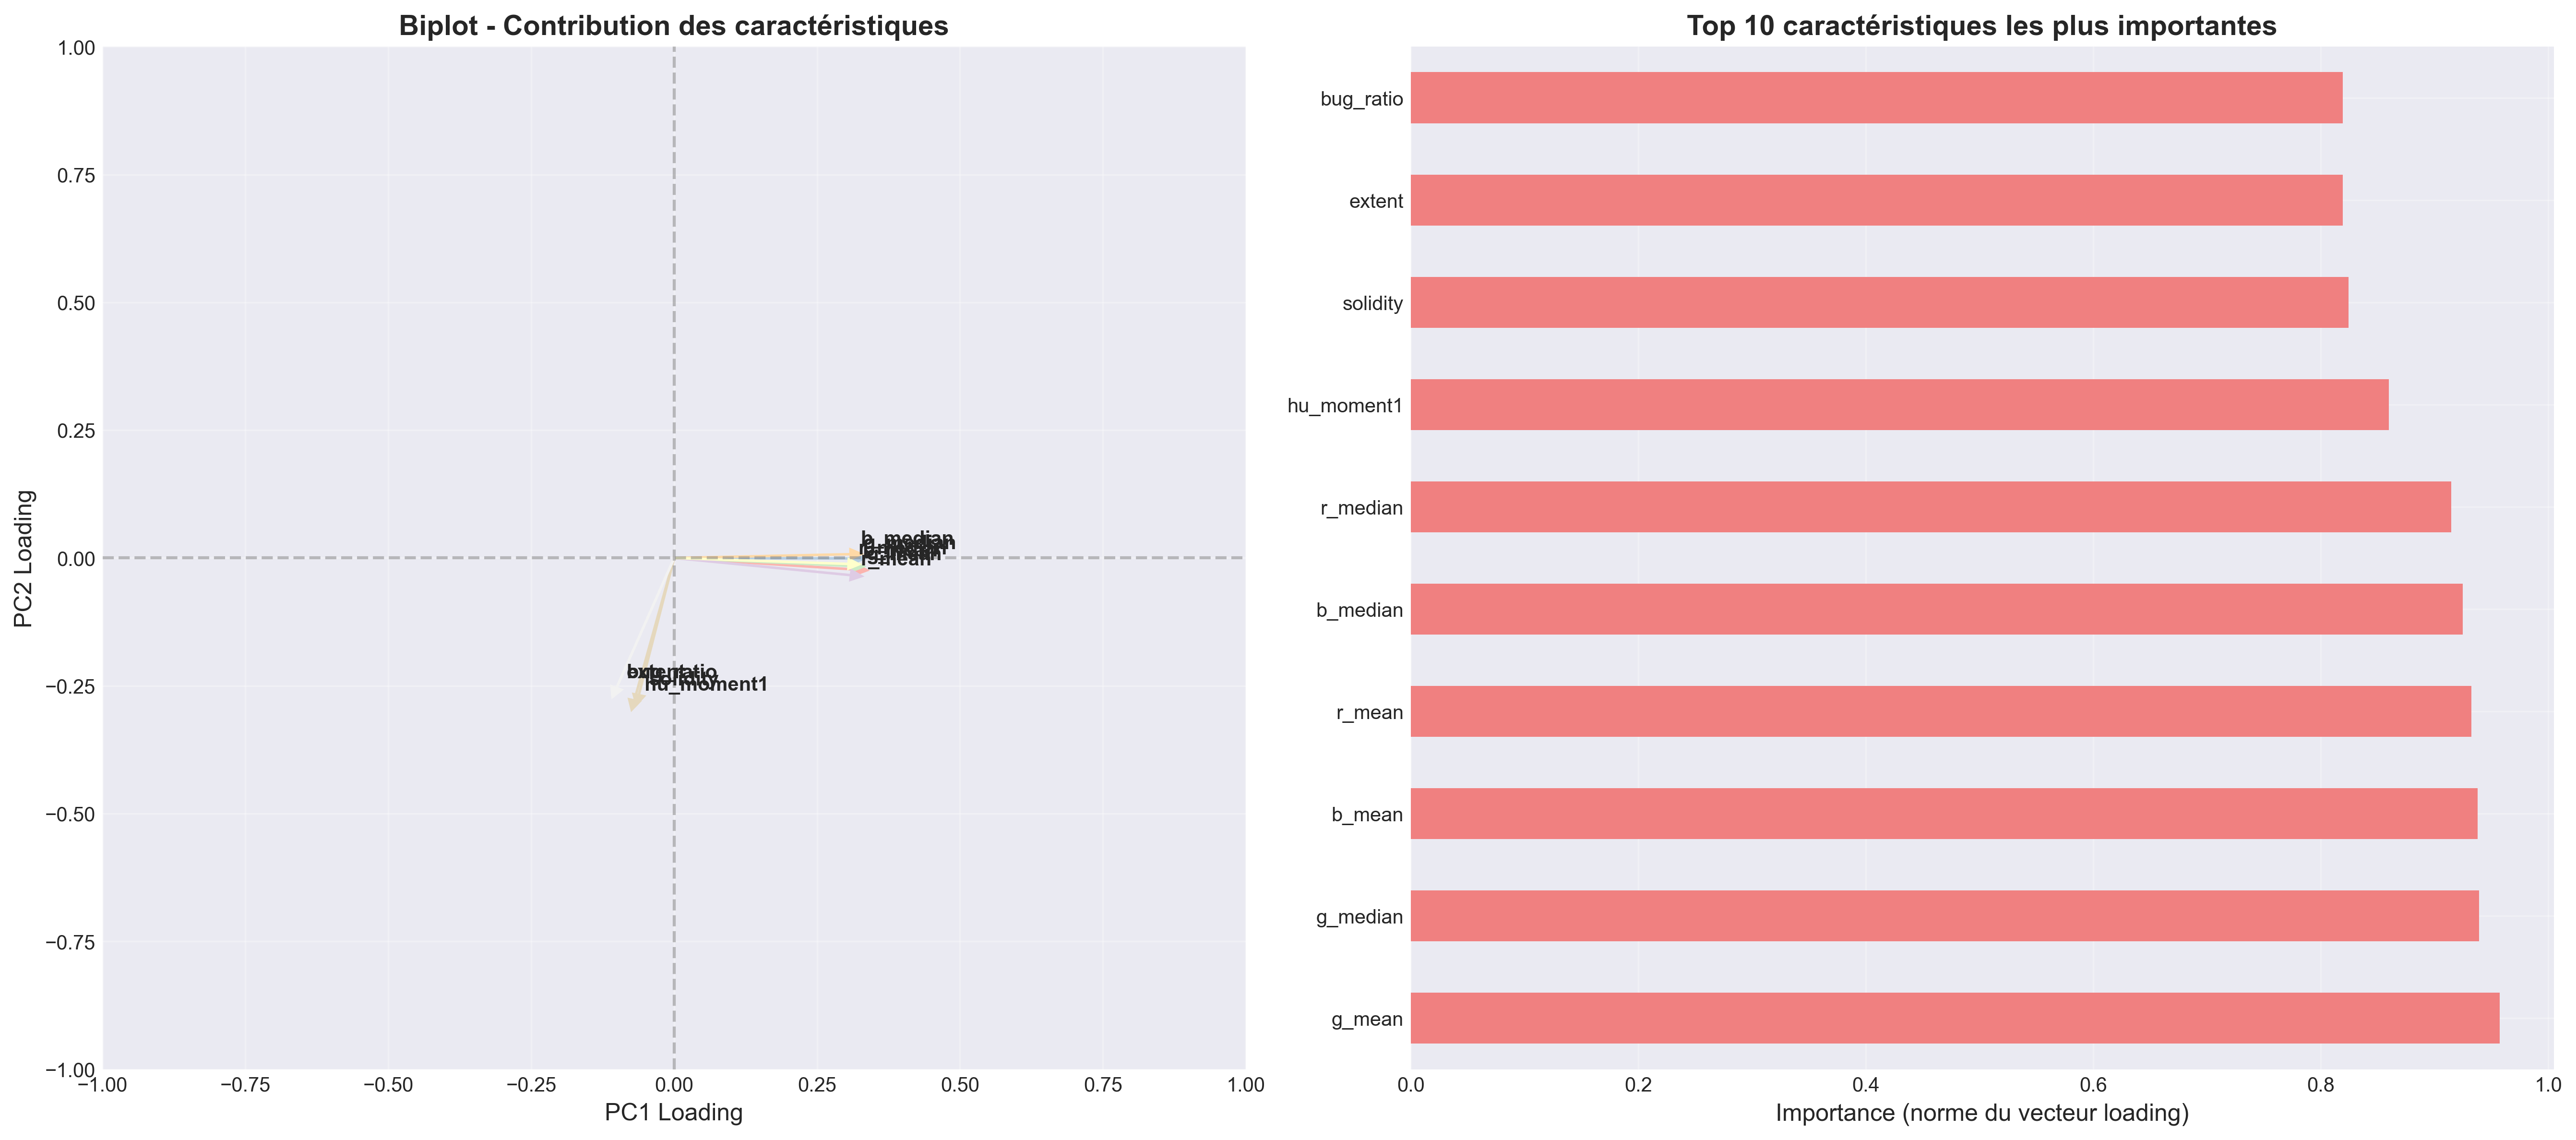 Biplot - Contribution des caractéristiques
1.00
0.75
0.50
0.25
0.00
−0.25
−0.50
−0.75
−1.00
PC2 Loading
b_median
g_median
r_mean
solidity
hu_moment1
−1.00
−0.75
−0.50
−0.25
0.00
0.25
0.50
0.75
1.00
PC1 Loading
Top 10 caractéristiques les plus importantes
bug_ratio
extent
solidity
hu_moment1
r_median
b_median
r_mean
b_mean
g_median
g_mean
0.0
0.2
0.4
0.6
0.8
1.0
Importance (norme du vecteur loading)